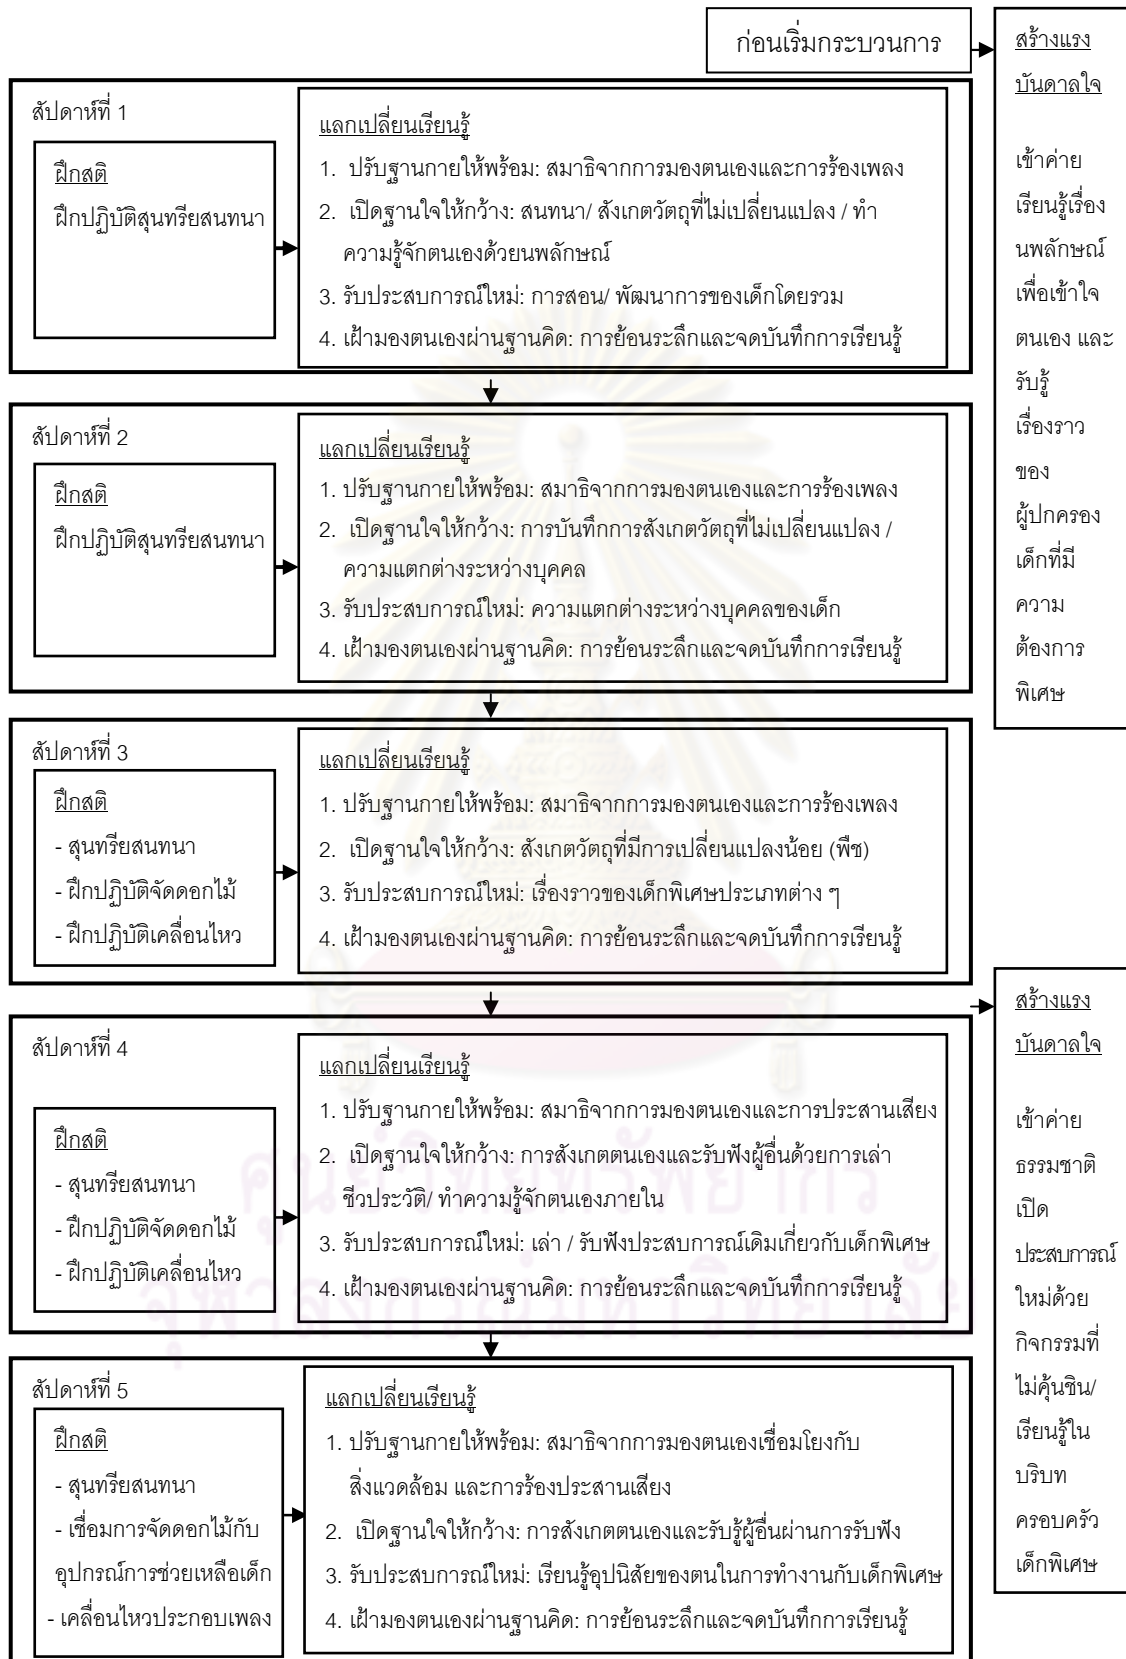 ก่อนเริ่มกระบวนการ
สร้างแรง
บันดาลใจ
เข้าค่าย
เรียนรู้เรื่อง
นพลักษณ์
เพื่อเข้าใจ
ตนเอง และ
รับรู้
เรื่องราว
ของ
ผู้ปกครอง
เด็กที่มี
ความ
ต้องการ
พิเศษ
สัปดาห์ที่ 1
ฝึกสติ
ฝึกปฏิบัติสุนทรียสนทนา
แลกเปลี่ยนเรียนรู้
1. ปรับฐานกายให้พร้อม: สมาธิจากการมองตนเองและการร้องเพลง
2. เปิดฐานใจให้กว้าง: สนทนา/ สังเกตวัตถุที่ไม่เปลี่ยนแปลง / ทำ
ความรู้จักตนเองด้วยนพลักษณ์
3. รับประสบการณ์ใหม่: การสอน/ พัฒนาการของเด็กโดยรวม
4. เฝ้ามองตนเองผ่านฐานคิด: การย้อนระลึกและจดบันทึกการเรียนรู้
สัปดาห์ที่ 2
ฝึกสติ
ฝึกปฏิบัติสุนทรียสนทนา
แลกเปลี่ยนเรียนรู้
1. ปรับฐานกายให้พร้อม: สมาธิจากการมองตนเองและการร้องเพลง
2. เปิดฐานใจให้กว้าง: การบันทึกการสังเกตวัตถุที่ไม่เปลี่ยนแปลง /
ความแตกต่างระหว่างบุคคล
3. รับประสบการณ์ใหม่: ความแตกต่างระหว่างบุคคลของเด็ก
4. เฝ้ามองตนเองผ่านฐานคิด: การย้อนระลึกและจดบันทึกการเรียนรู้
สัปดาห์ที่ 3
ฝึกสติ
- สุนทรียสนทนา
- ฝึกปฏิบัติจัดดอกไม้
- ฝึกปฏิบัติเคลื่อนไหว
แลกเปลี่ยนเรียนรู้
1. ปรับฐานกายให้พร้อม: สมาธิจากการมองตนเองและการร้องเพลง
2. เปิดฐานใจให้กว้าง: สังเกตวัตถุที่มีการเปลี่ยนแปลงน้อย (พืช)
3. รับประสบการณ์ใหม่: เรื่องราวของเด็กพิเศษประเภทต่าง ๆ
4. เฝ้ามองตนเองผ่านฐานคิด: การย้อนระลึกและจดบันทึกการเรียนรู้
สัปดาห์ที่ 4
ฝึกสติ
- สุนทรียสนทนา
- ฝึกปฏิบัติจัดดอกไม้
- ฝึกปฏิบัติเคลื่อนไหว
แลกเปลี่ยนเรียนรู้
1. ปรับฐานกายให้พร้อม: สมาธิจากการมองตนเองและการประสานเสียง
2. เปิดฐานใจให้กว้าง: การสังเกตตนเองและรับฟังผู้อื่นด้วยการเล่า
ชีวประวัติ/ ทำความรู้จักตนเองภายใน
3. รับประสบการณ์ใหม่: เล่า / รับฟังประสบการณ์เดิมเกี่ยวกับเด็กพิเศษ
4. เฝ้ามองตนเองผ่านฐานคิด: การย้อนระลึกและจดบันทึกการเรียนรู้
สร้างแรง
บันดาลใจ
เข้าค่าย
ธรรมชาติ
เปิด
ประสบการณ์
ใหม่ด้วย
กิจกรรมที่
ไม่คุ้นชิน/
เรียนรู้ใน
บริบท
ครอบครัว
เด็กพิเศษ
สัปดาห์ที่ 5
ฝึกสติ
- สุนทรียสนทนา
- เชื่อมการจัดดอกไม้กับ
อุปกรณ์การช่วยเหลือเด็ก
- เคลื่อนไหวประกอบเพลง
แลกเปลี่ยนเรียนรู้
1. ปรับฐานกายให้พร้อม: สมาธิจากการมองตนเองเชื่อมโยงกับ
สิ่งแวดล้อม และการร้องประสานเสียง
2. เปิดฐานใจให้กว้าง: การสังเกตตนเองและรับรู้ผู้อื่นผ่านการรับฟัง
3. รับประสบการณ์ใหม่: เรียนรู้อุปนิสัยของตนในการทำงานกับเด็กพิเศษ
4. เฝ้ามองตนเองผ่านฐานคิด: การย้อนระลึกและจดบันทึกการเรียนรู้
ศูนย์วิทยทรัพยากร
จุฬาลงกรณ์มหาวิทยาลัย